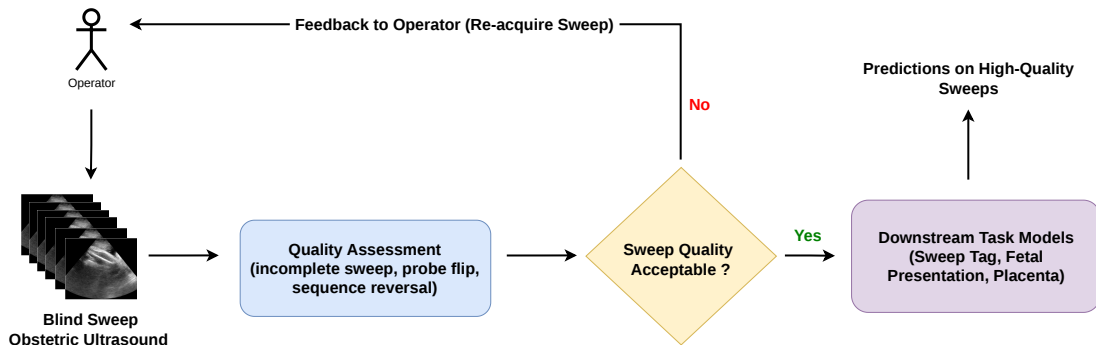 Feedback to Operator (Re-acquire Sweep)
Operator
Blind Sweep
Obstetric Ultrasound
Quality Assessment
(incomplete sweep, probe flip,
sequence reversal)
Sweep Quality
Acceptable ?
No
Yes
Downstream Task Models
(Sweep Tag, Fetal
Presentation, Placenta)
Predictions on High-Quality
Sweeps